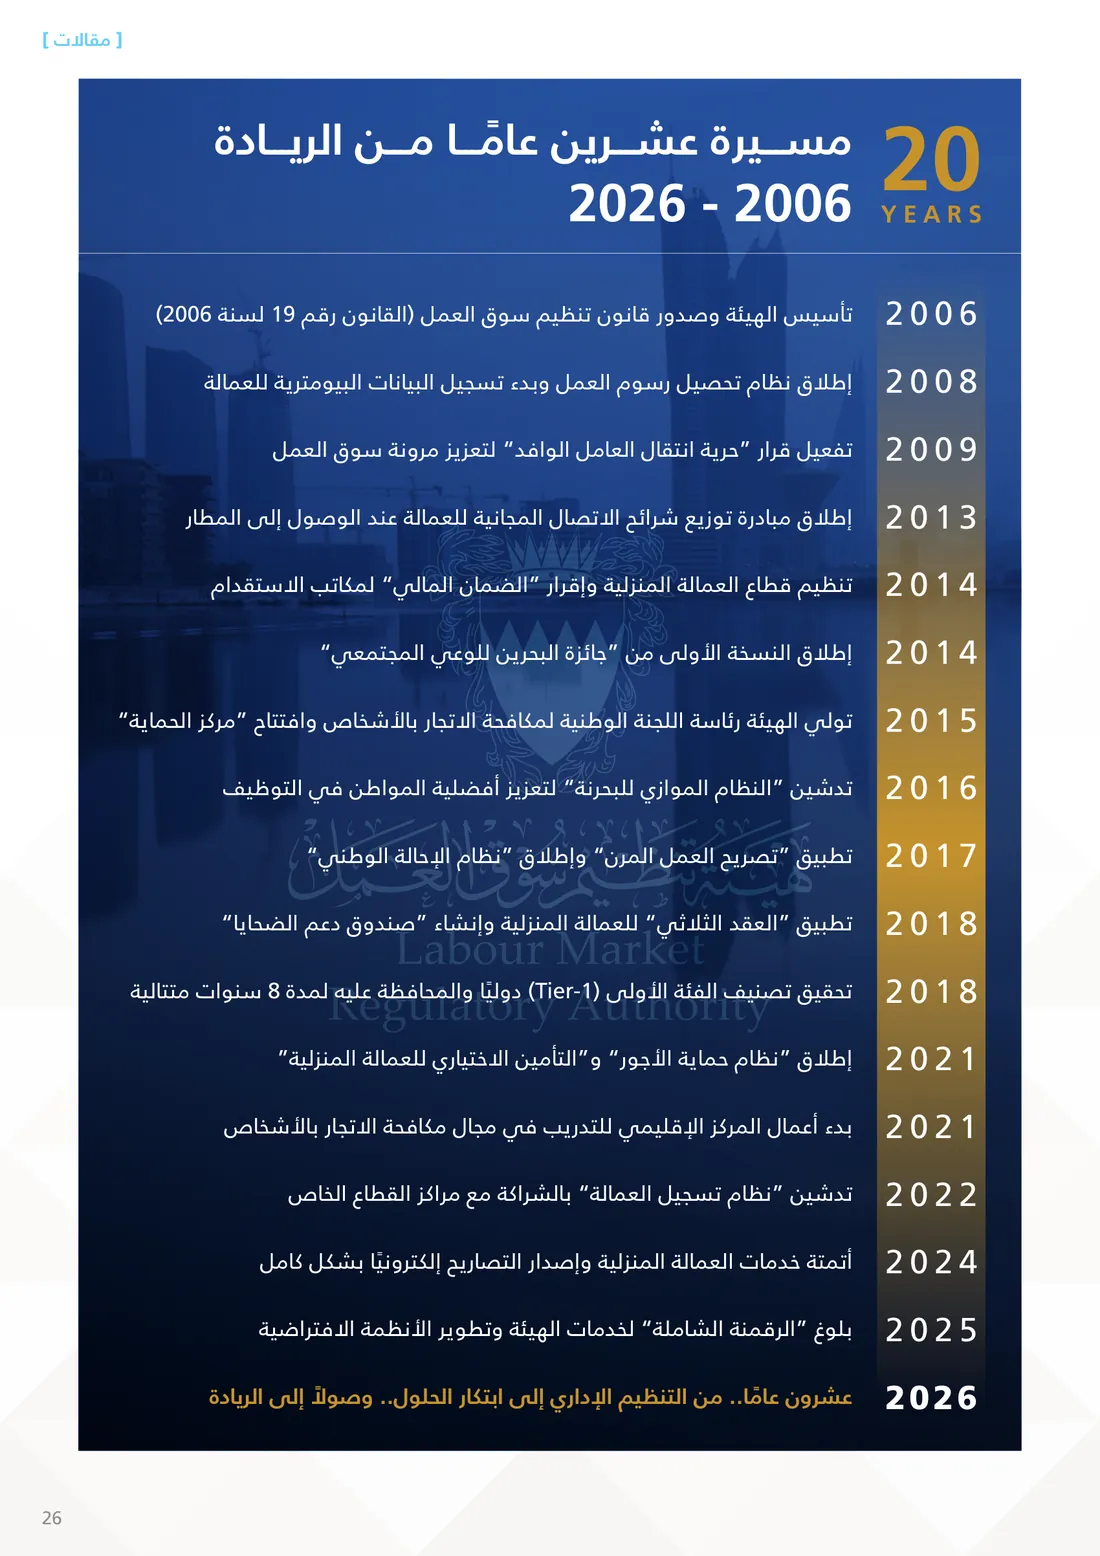 [ مقالات ]
مسيرة عشرين عامًا من الريادة
2006 - 2026
20
YEARS
2006 تأسيس الهيئة وصدور قانون تنظيم سوق العمل (القانون رقم 19 لسنة 2006)
2008 إطلاق نظام تحصيل رسوم العمل وبدء تسجيل البيانات البيومترية للعمالة
2009 تفعيل قرار ”حرية انتقال العامل الوافد“ لتعزيز مرونة سوق العمل
2013 إطلاق مبادرة توزيع شرائح الاتصال المجانية للعمالة عند الوصول إلى المطار
2014 تنظيم قطاع العمالة المنزلية وإقرار ”الضمان المالي“ لمكاتب الاستقدام
2014 إطلاق النسخة الأولى من ”جائزة البحرين للوعي المجتمعي“
2015 تولي الهيئة رئاسة اللجنة الوطنية لمكافحة الاتجار بالأشخاص وافتتاح ”مركز الحماية“
2016 تدشين ”النظام الموازي للبحرنة“ لتعزيز أفضلية المواطن في التوظيف
2017 تطبيق ”تصريح العمل المرن“ وإطلاق ”نظام الإحالة الوطني“
هيئة تنظيم سوق العمل
2018 تطبيق ”العقد الثلاثي“ للعمالة المنزلية وإنشاء ”صندوق دعم الضحايا“
Labour Market
2018 تحقيق تصنيف الفئة الأولى (Tier-1) دوليًا والمحافظة عليه لمدة 8 سنوات متتالية
Regulatory Authority
2021 إطلاق ”نظام حماية الأجور“ و”التأمين الاختياري للعمالة المنزلية”
2021 بدء أعمال المركز الإقليمي للتدريب في مجال مكافحة الاتجار بالأشخاص
2022 تدشين ”نظام تسجيل العمالة“ بالشراكة مع مراكز القطاع الخاص
2024 أتمتة خدمات العمالة المنزلية وإصدار التصاريح إلكترونيًا بشكل كامل
2025 بلوغ ”الرقمنة الشاملة“ لخدمات الهيئة وتطوير الأنظمة الافتراضية
2026 عشرون عامًا.. من التنظيم الإداري إلى ابتكار الحلول.. وصولاً إلى الريادة
26